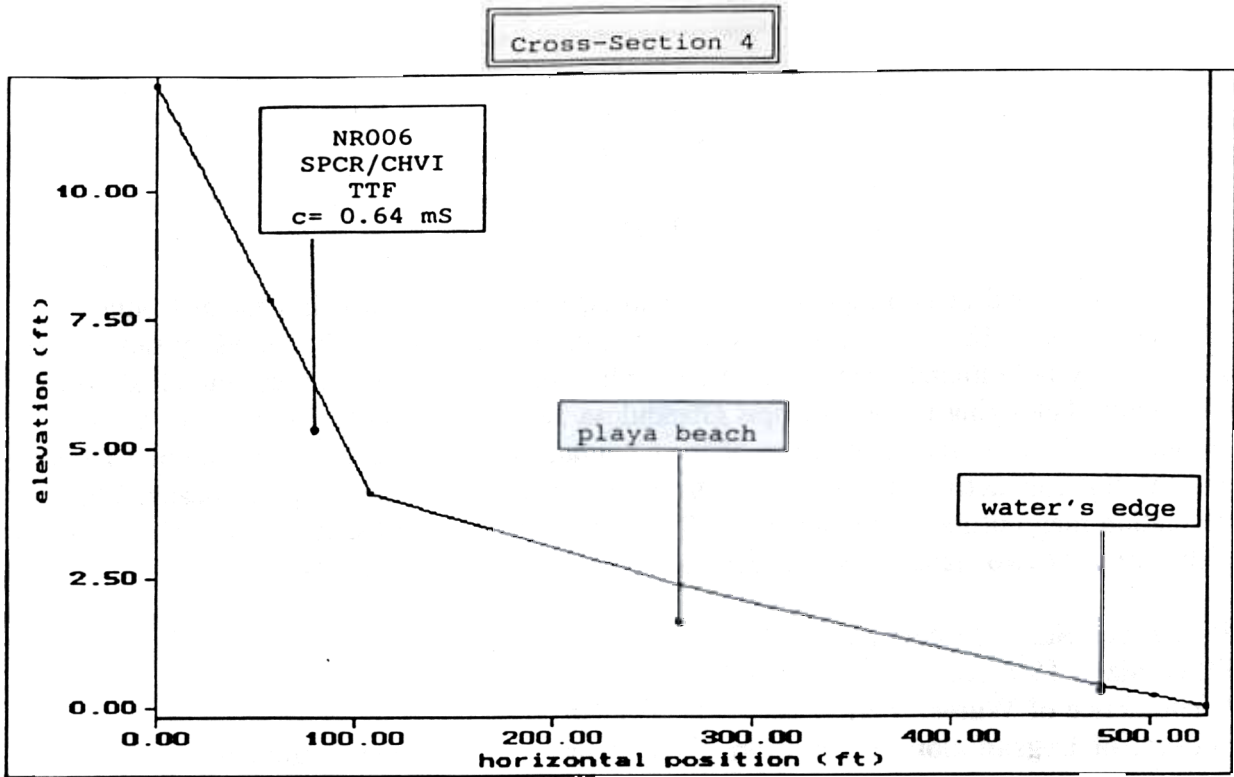 Cross-Section 4
NR006
SPCR/CHVI
TTF
c= 0.64 mS
playa beach
water's edge
elevation (ft)
10.00
7.50
5.00
2.50
0.00
0.00 100.00 200.00 300.00 400.00 500.00
horizontal position (ft)